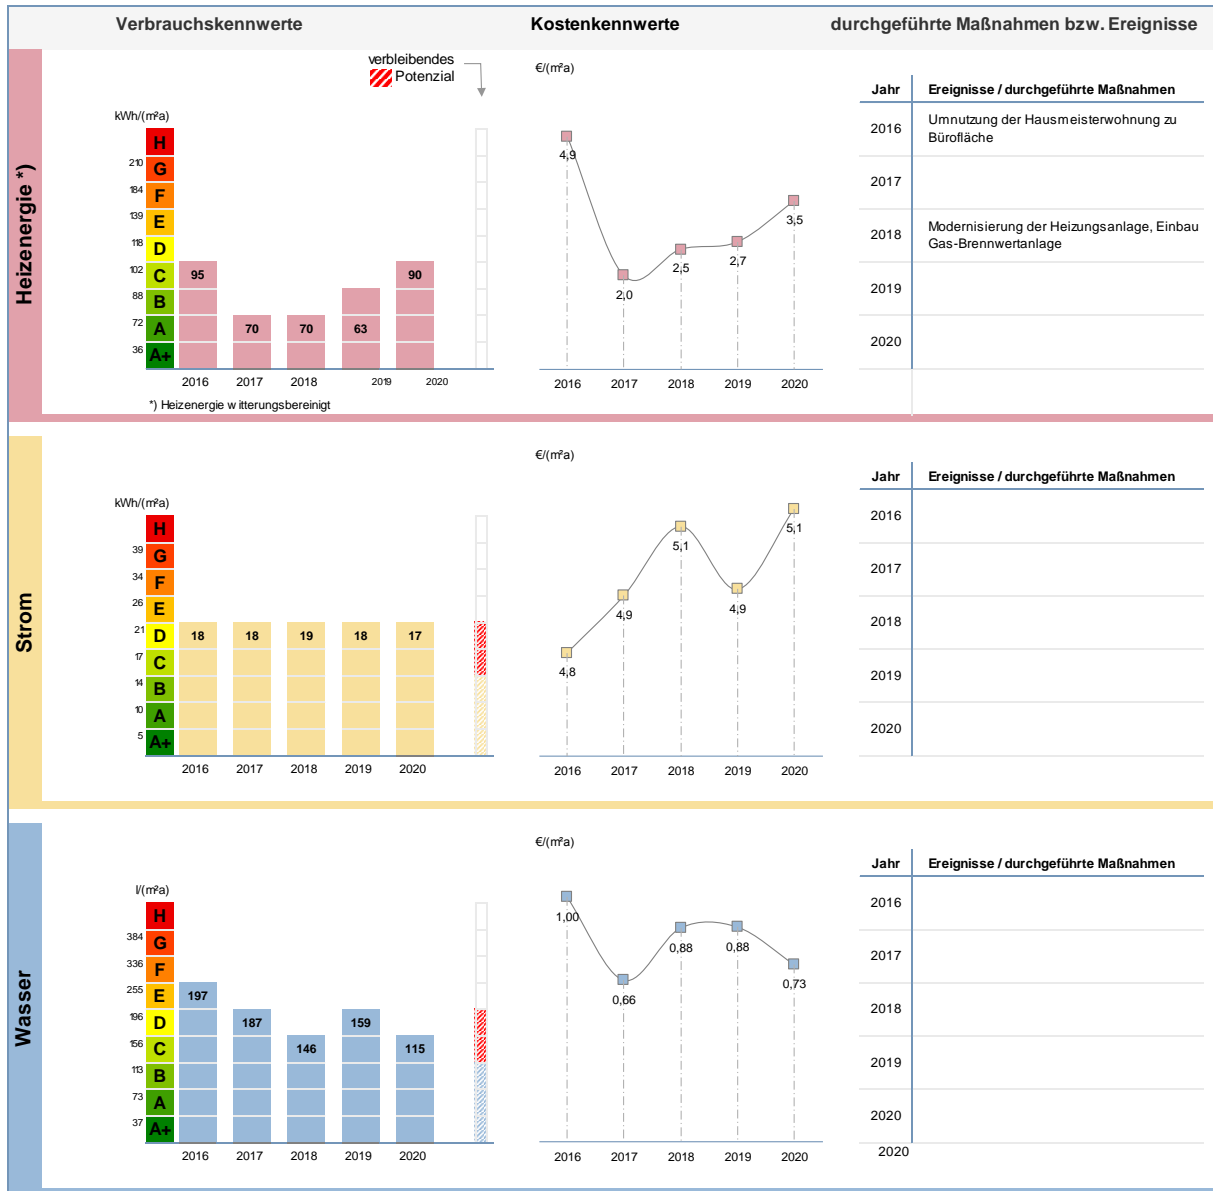 Verbrauchskennwerte
Kostenkennwerte
durchgeführte Maßnahmen bzw. Ereignisse
Heizenergie *)
verbleibendes
Potenzial
kWh/(m²a)
H
210
G
184
F
139
E
118
D
102
C
88
B
72
A
36
A+
95
70
70
63
90
2016
2017
2018
2019
2020
*) Heizenergie witterungsbereinigt
€/(m²a)
4,9
2,0
2,5
2,7
3,5
2016
2017
2018
2019
2020
Jahr Ereignisse / durchgeführte Maßnahmen
2016 Umnutzung der Hausmeisterwohnung zu
Bürofläche
2017
2018 Modernisierung der Heizungsanlage, Einbau
Gas-Brennwertanlage
2019
2020
Strom
kWh/(m²a)
H
39
G
34
F
26
E
21
D
17
C
14
B
10
A
5
A+
18
18
19
18
17
2016
2017
2018
2019
2020
€/(m²a)
4,8
4,9
5,1
4,9
5,1
2016
2017
2018
2019
2020
Jahr Ereignisse / durchgeführte Maßnahmen
2016
2017
2018
2019
2020
Wasser
l/(m²a)
H
384
G
336
F
255
E
196
D
156
C
113
B
73
A
37
A+
197
187
146
159
115
2016
2017
2018
2019
2020
€/(m²a)
1,00
0,66
0,88
0,88
0,73
2016
2017
2018
2019
2020
Jahr Ereignisse / durchgeführte Maßnahmen
2016
2017
2018
2019
2020
2020